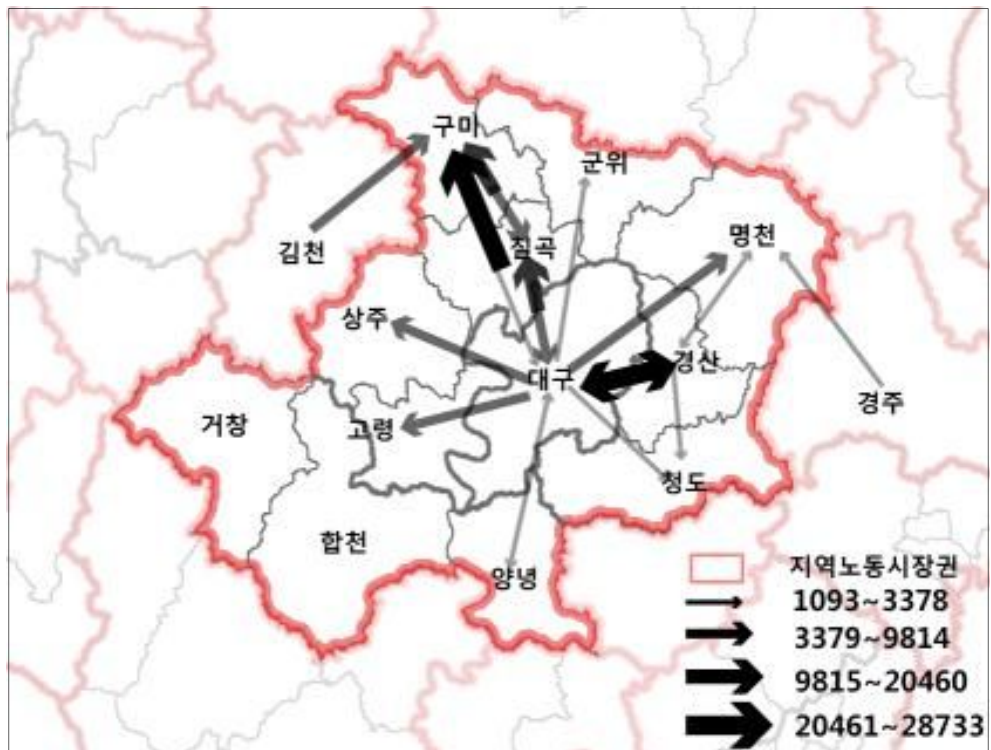 구미
군위
명천
칠곡
김천
상주
대구
경산
경주
거창
고령
청도
합천
양녕
지역노동시장권
1093~3378
3379~9814
9815~20460
20461~28733